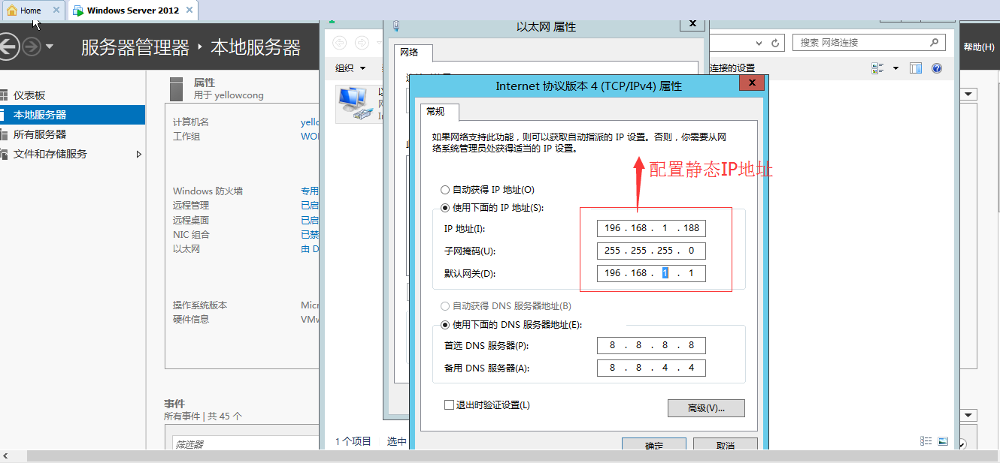 Home
Windows Server 2012
服务器管理器 · 本地服务器
以太网 属性
搜索 网络连接
帮助(H)
网络
组织
连接的设置
Internet 协议版本 4 (TCP/IPv4) 属性
属性
用于 yellowcong
仪表板
本地服务器
所有服务器
文件和存储服务
计算机名
工作组
Windows 防火墙
专用
远程管理
已启
远程桌面
已启
NIC 组合
已禁
以太网
由 D
操作系统版本
硬件信息
常规
如果网络支持此功能，则可以获取自动指派的 IP 设置。否则，你需要从网
络系统管理员处获得适当的 IP 设置。
配置静态IP地址
自动获得 IP 地址(O)
使用下面的 IP 地址(S):
IP 地址(I):
196 . 168 . 1 . 188
子网掩码(U):
255 . 255 . 255 . 0
默认网关(D):
196 . 168 . 1 . 1
自动获得 DNS 服务器地址(B)
使用下面的 DNS 服务器地址(E):
首选 DNS 服务器(P):
8 . 8 . 8 . 8
备用 DNS 服务器(A):
8 . 8 . 4 . 4
退出时验证设置(L)
高级(V)...
确定
取消
事件
所有事件 | 共 45 个
筛选器
1 个项目
选中